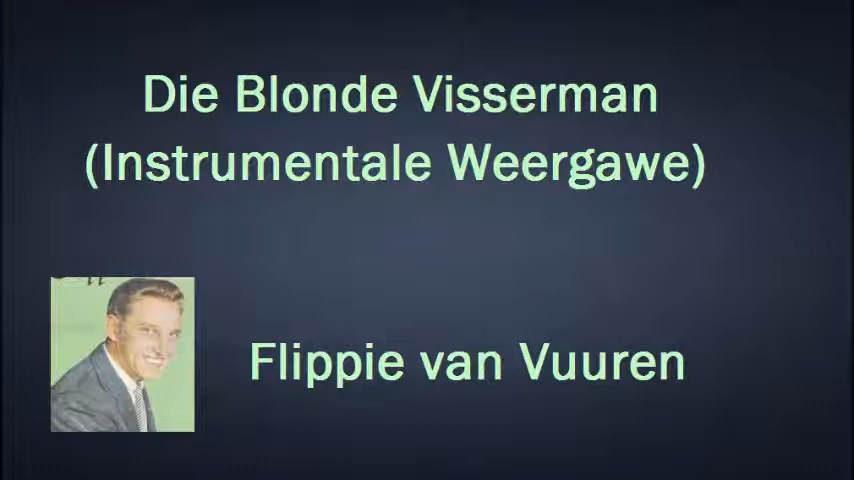 Die Blonde Visserman
(Instrumentale Weergawe)
Flippie van Vuuren